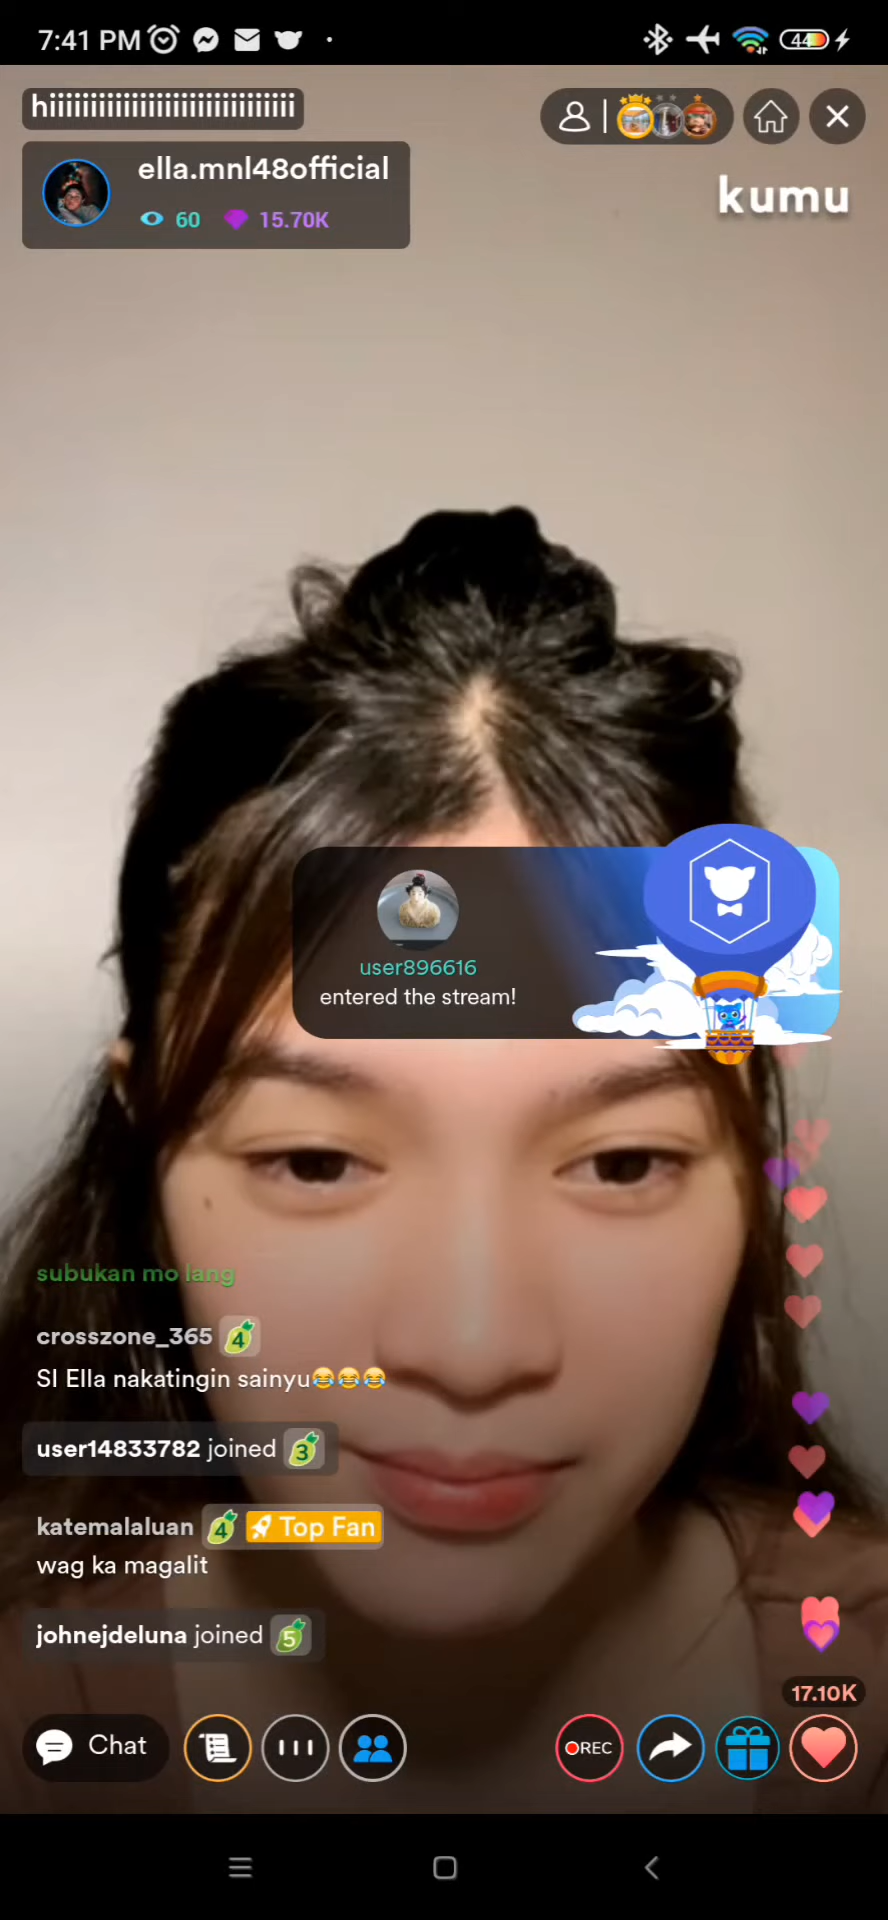 7:41 PM
44
hiiiiiiiiiiiiiiiiiiiiiiiiiiiii
ella.mnl48official
60 15.70K
kumu
user896616
entered the stream!
subukan mo lang
crosszone_365 4
SI Ella nakatingin sainyu😂😂😂
user14833782 joined 3
katemalaluan 4 Top Fan
wag ka magalit
johnejdeluna joined 5
17.10K
Chat
REC